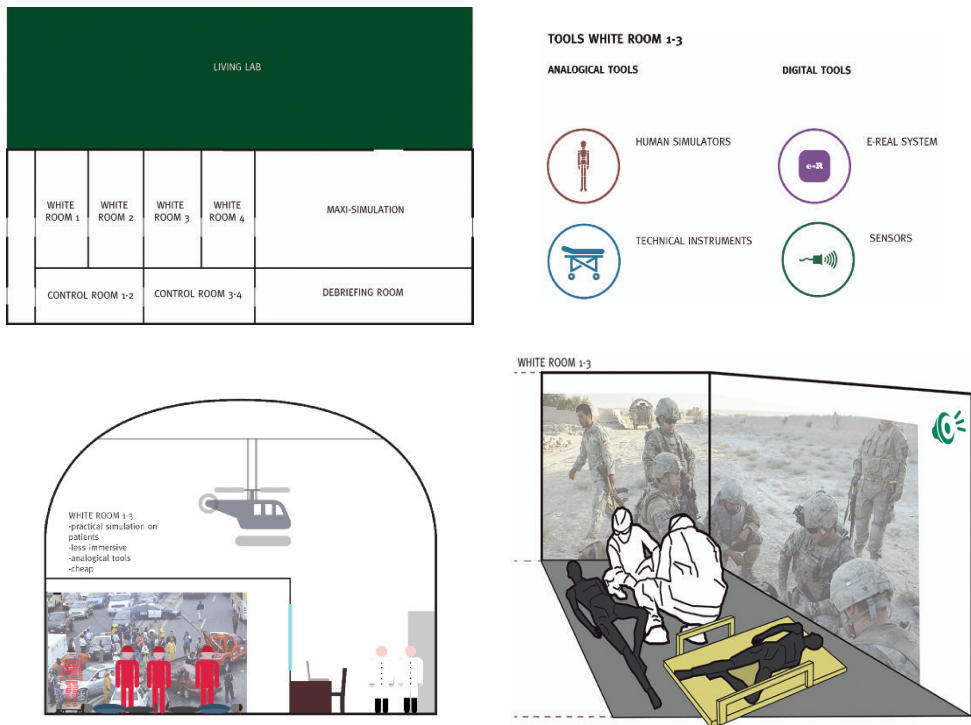 LIVING LAB
WHITE
ROOM 1
WHITE
ROOM 2
WHITE
ROOM 3
WHITE
ROOM 4
MAXI-SIMULATION
CONTROL ROOM 1-2
CONTROL ROOM 3-4
DEBRIEFING ROOM
TOOLS WHITE ROOM 1-3
ANALOGICAL TOOLS
DIGITAL TOOLS
HUMAN SIMULATORS
E-REAL SYSTEM
e-R
TECHNICAL INSTRUMENTS
SENSORS
WHITE ROOM 1-3
-practical simulation on
patients
-less immersive
-analogical tools
-cheap
WHITE ROOM 1-3